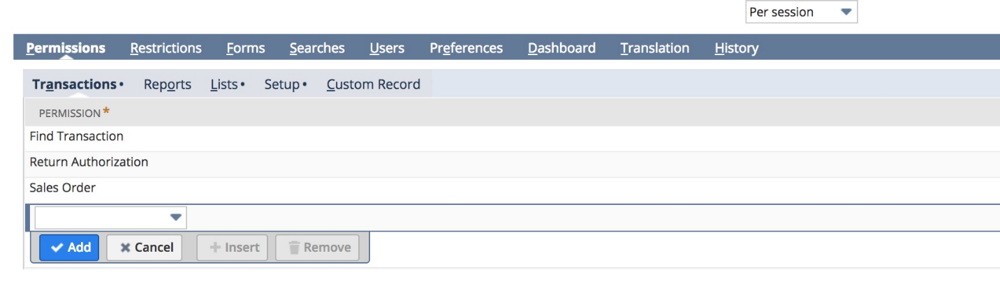 Per session
Permissions Restrictions Forms Searches Users Preferences Dashboard Translation History
Transactions • Reports Lists • Setup • Custom Record
PERMISSION *
Find Transaction
Return Authorization
Sales Order
Add Cancel Insert Remove